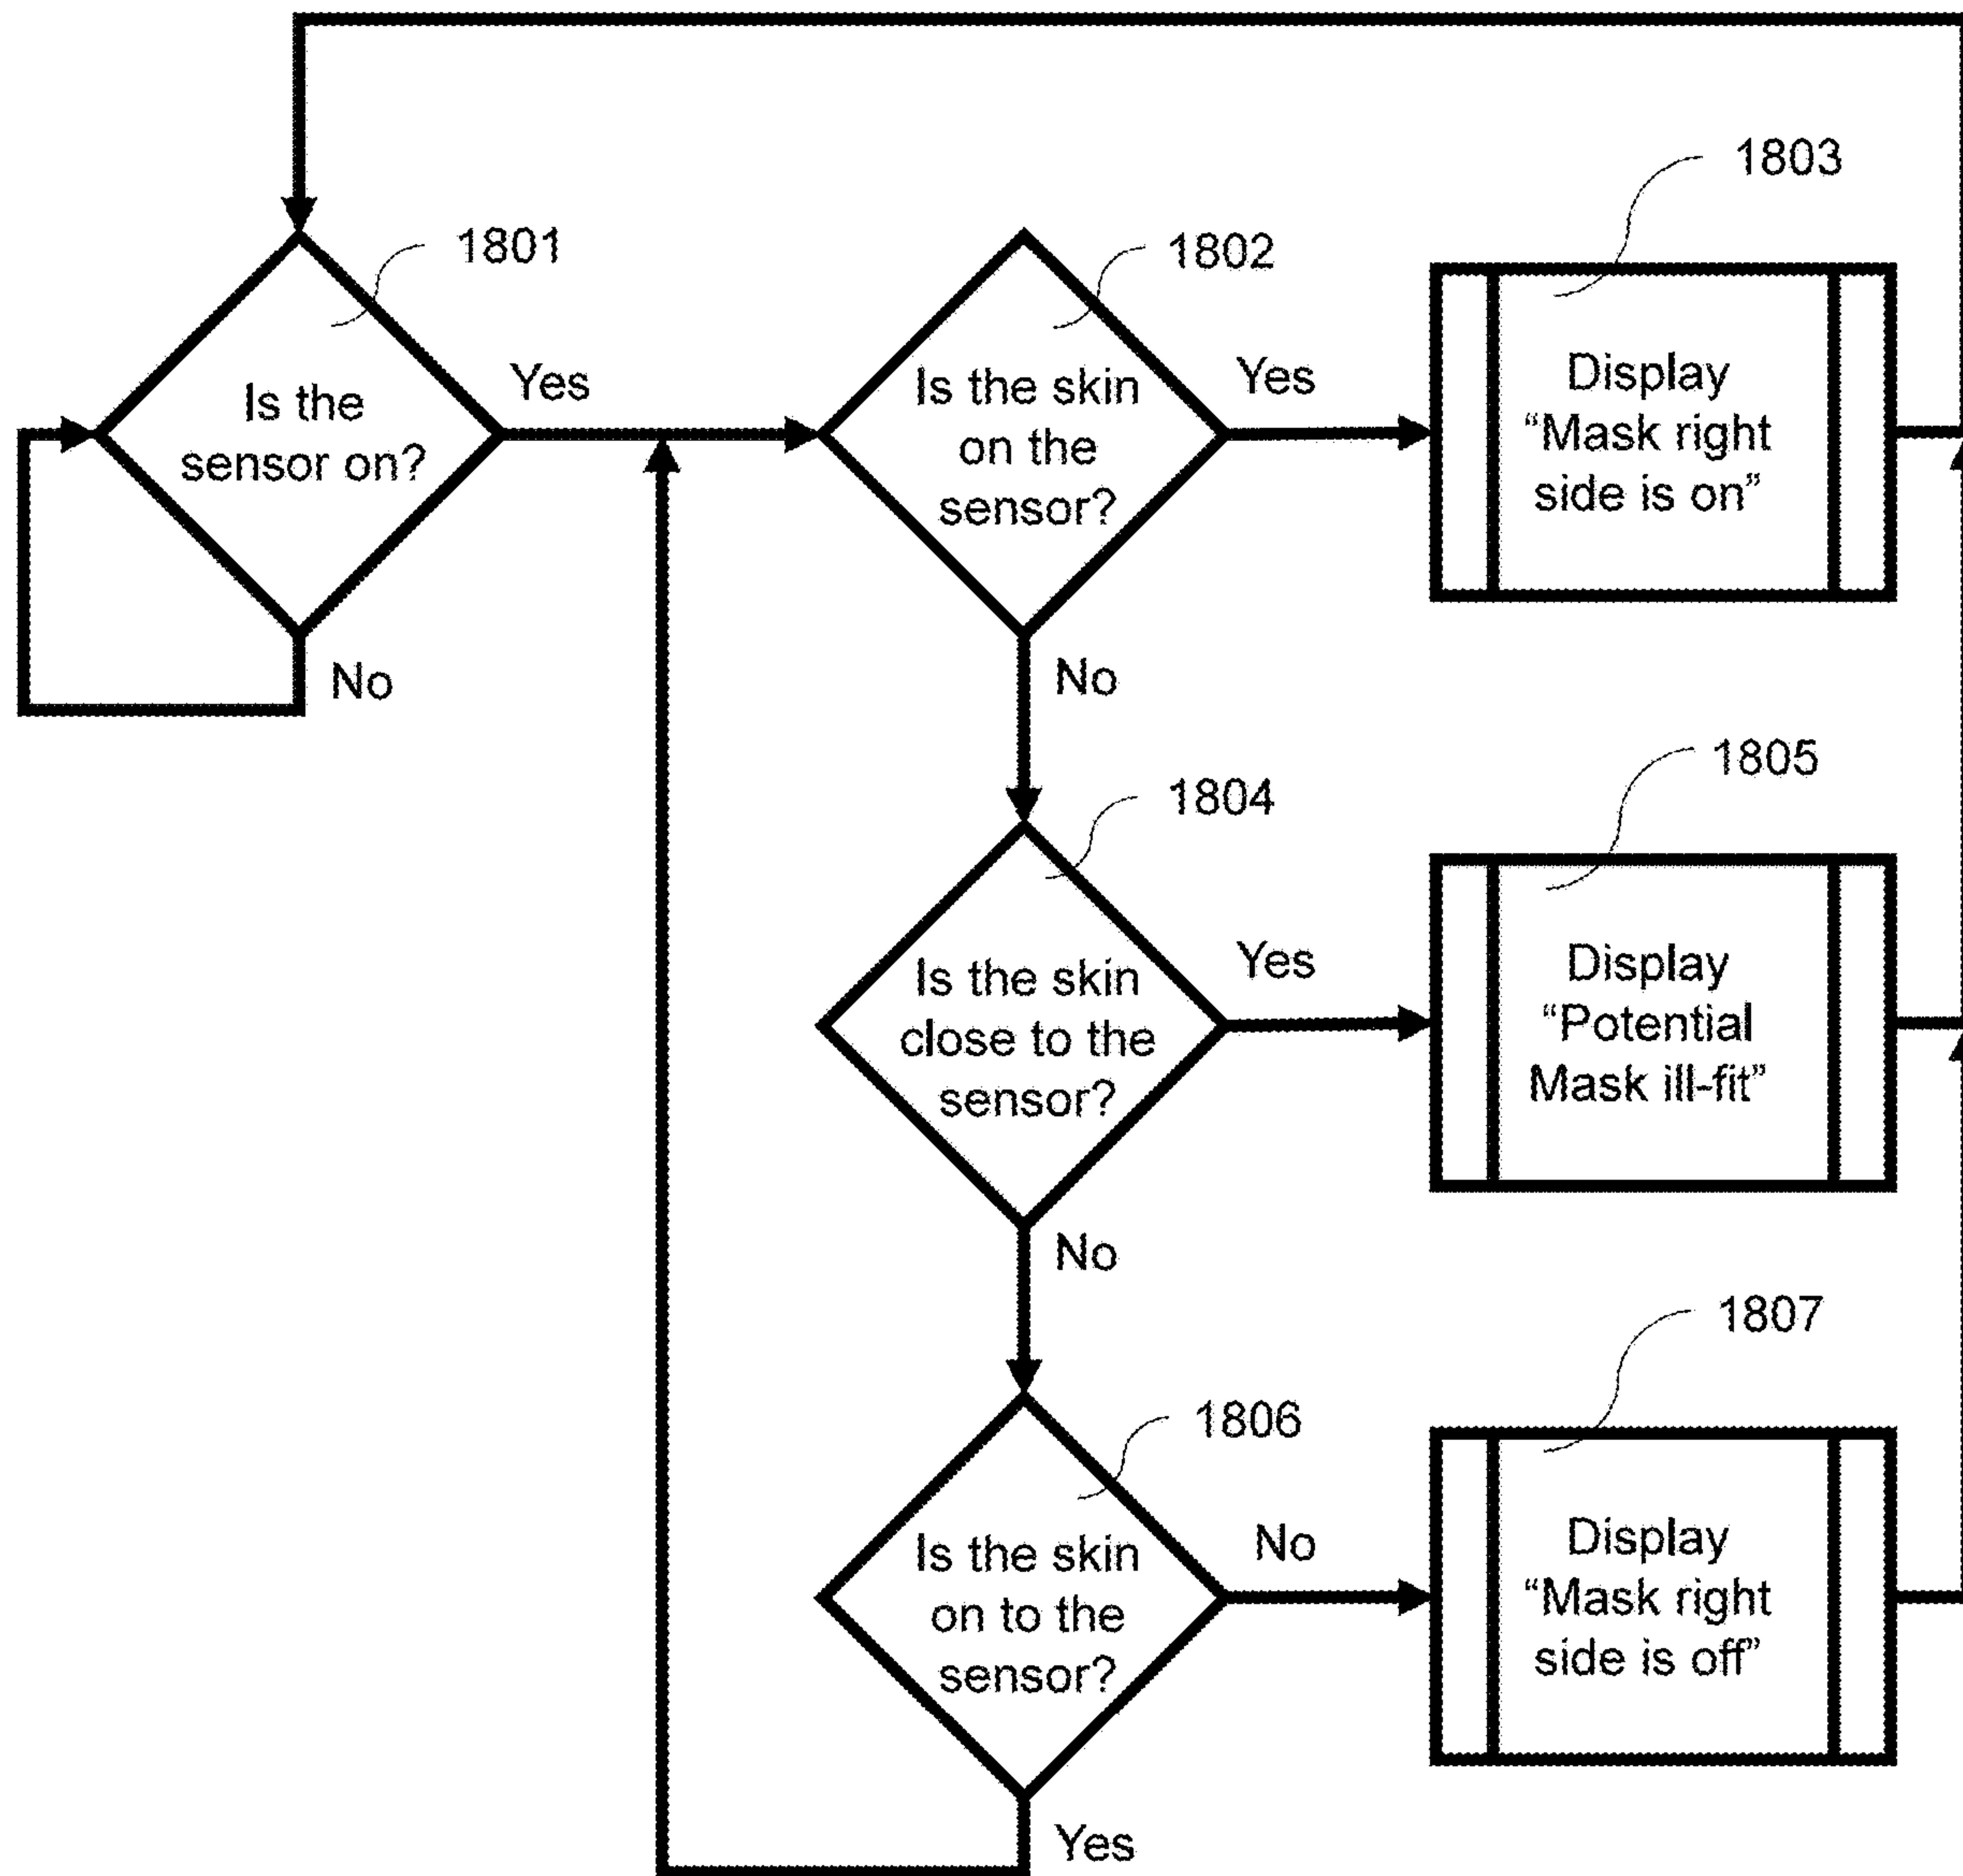 1801
Is the
sensor on?
Yes
No
1802
Is the skin
on the
sensor?
Yes
No
1803
Display
“Mask right
side is on”
1804
Is the skin
close to the
sensor?
Yes
No
1805
Display
“Potential
Mask ill-fit”
1806
Is the skin
on to the
sensor?
No
Yes
1807
Display
“Mask right
side is off”